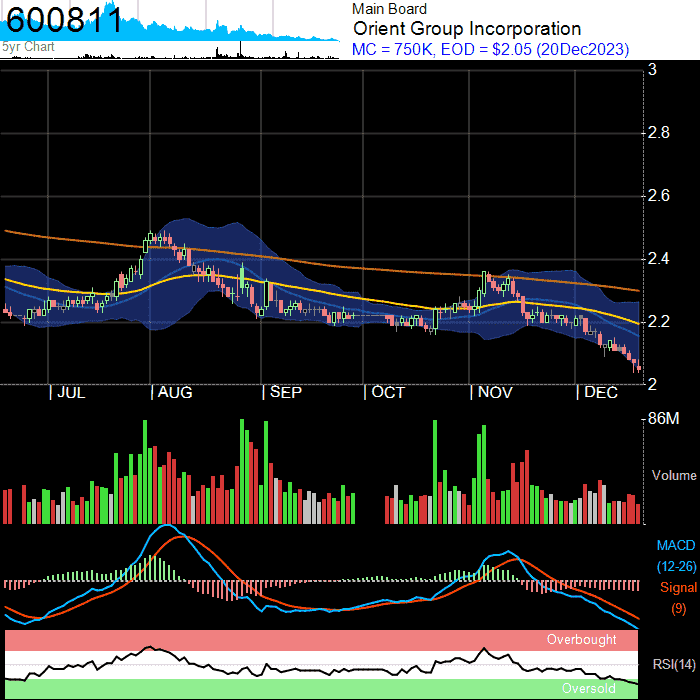 600811
5yr Chart
Main Board
Orient Group Incorporation
MC = 750K, EOD = $2.05 (20Dec2023)
3
2.8
2.6
2.4
2.2
2
JUL
AUG
SEP
OCT
NOV
DEC
86M
Volume
MACD
(12-26)
Signal
(9)
Overbought
RSI(14)
Oversold